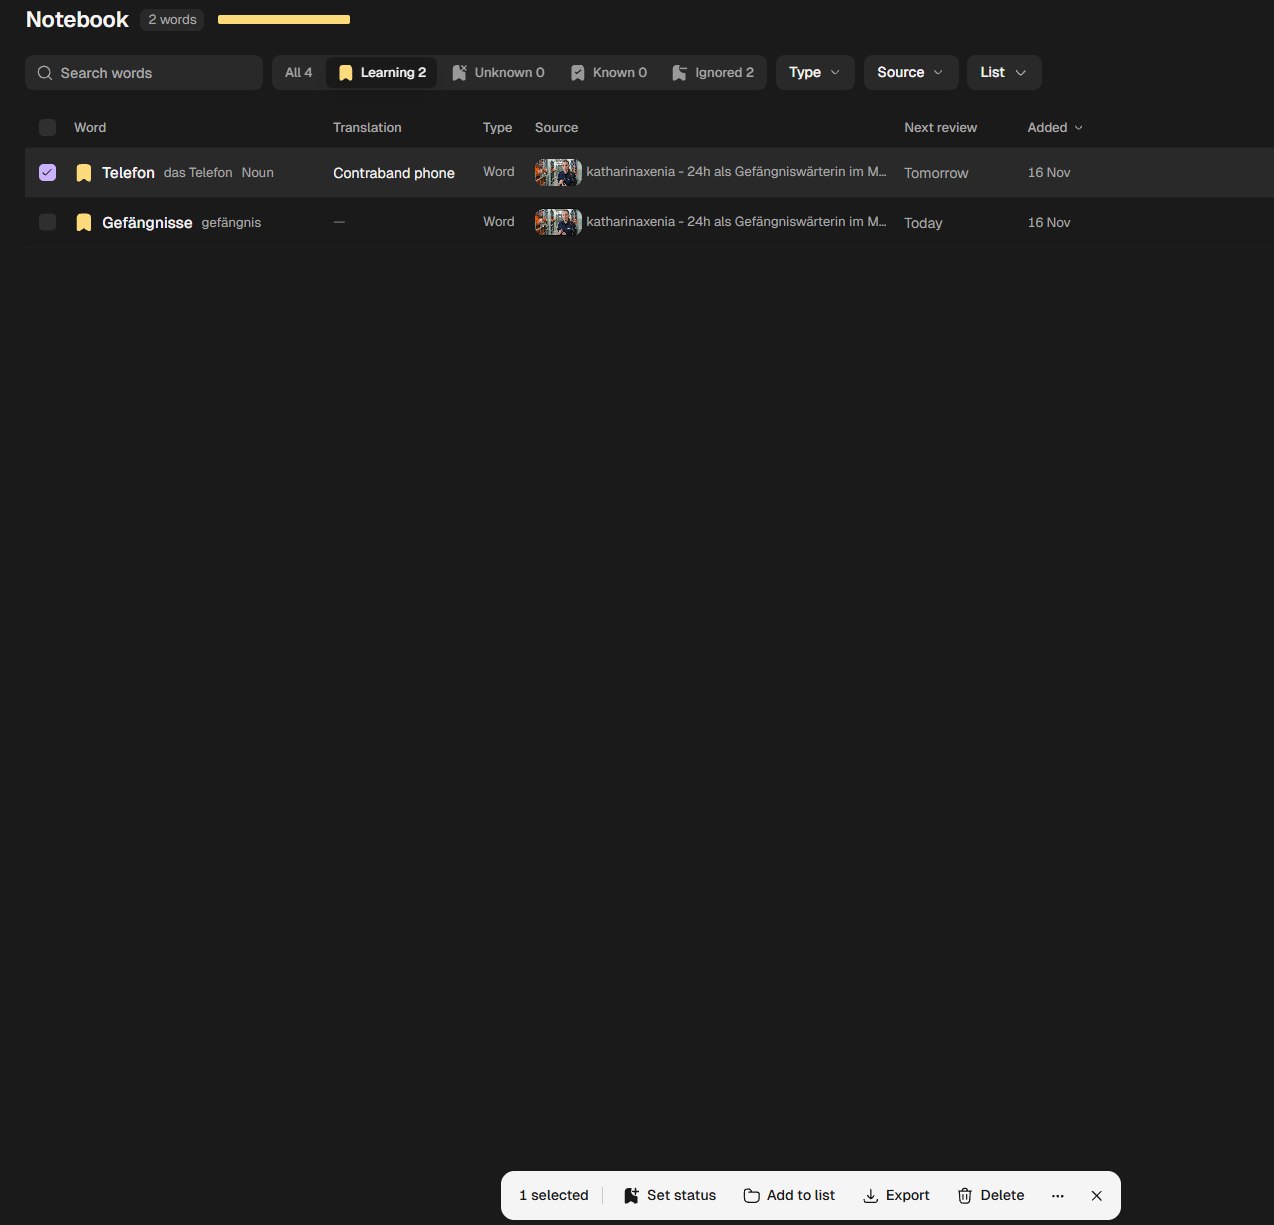 Notebook 2 words
Search words All 4 Learning 2 Unknown 0 Known 0 Ignored 2 Type Source List
Word Translation Type Source Next review Added
Telefon das Telefon Noun Contraband phone Word katharinaxenia - 24h als Gefängniswärterin im M... Tomorrow 16 Nov
Gefängnisse gefängnis — Word katharinaxenia - 24h als Gefängniswärterin im M... Today 16 Nov
1 selected Set status Add to list Export Delete